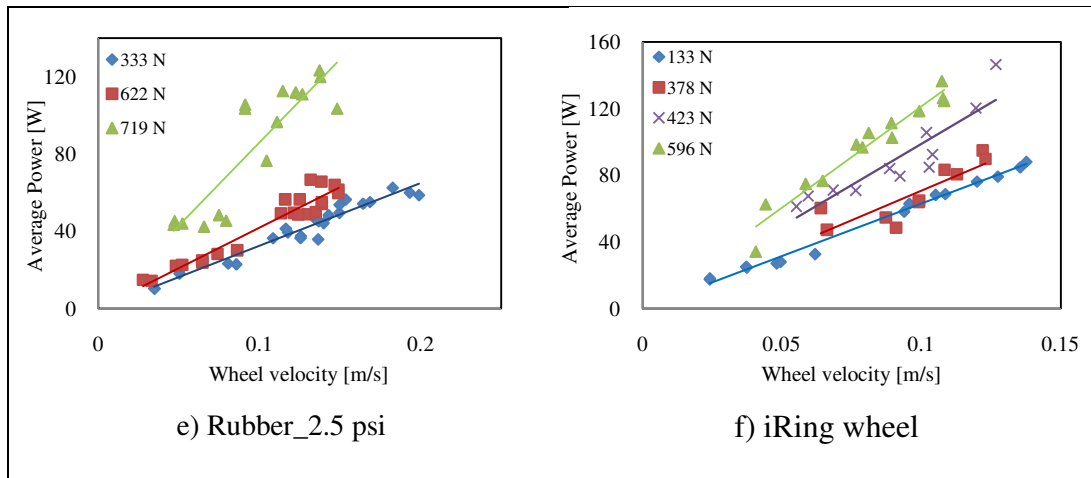 333 N
622 N
719 N
Average Power [W]
120
80
40
0
0
0.1
0.2
Wheel velocity [m/s]
e) Rubber_2.5 psi
133 N
378 N
423 N
596 N
Average Power [W]
160
120
80
40
0
0
0.05
0.1
0.15
Wheel velocity [m/s]
f) iRing wheel